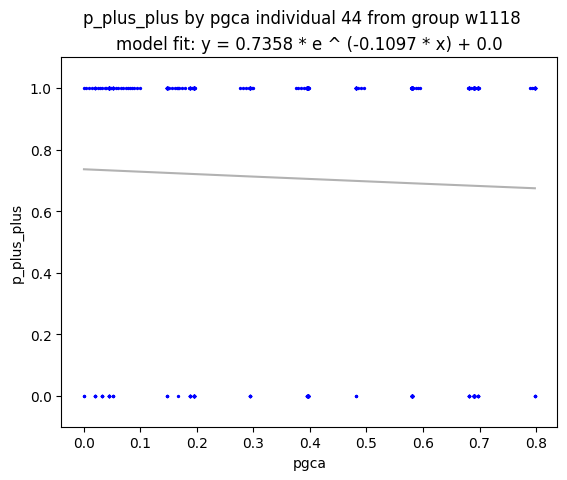 p_plus_plus by pgca individual 44 from group w1118
model fit: y = 0.7358 * e ^ (-0.1097 * x) + 0.0
1.0
0.8
0.6
0.4
0.2
0.0
p_plus_plus
0.0 0.1 0.2 0.3 0.4 0.5 0.6 0.7 0.8
pgca